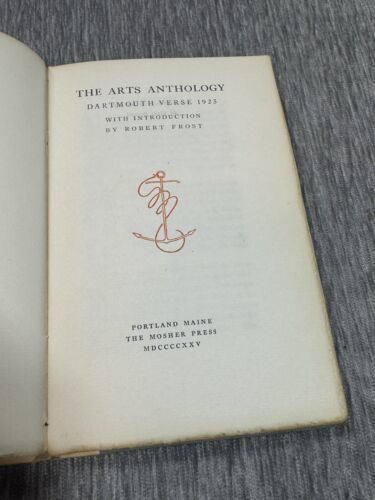 THE ARTS ANTHOLOGY
DARTMOUTH VERSE 1925
WITH INTRODUCTION
BY ROBERT FROST
PORTLAND MAINE
THE MOSHER PRESS
MDCCCCXXV